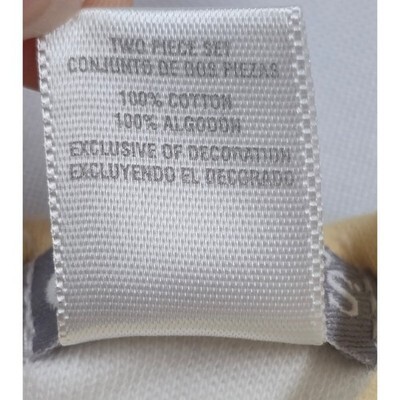 TWO PIECE SET
CONJUNTO DE DOS PIEZAS
100% COTTON
100% ALGODON
EXCLUSIVE OF DECORATION
EXCLUYENDO EL DECORADO